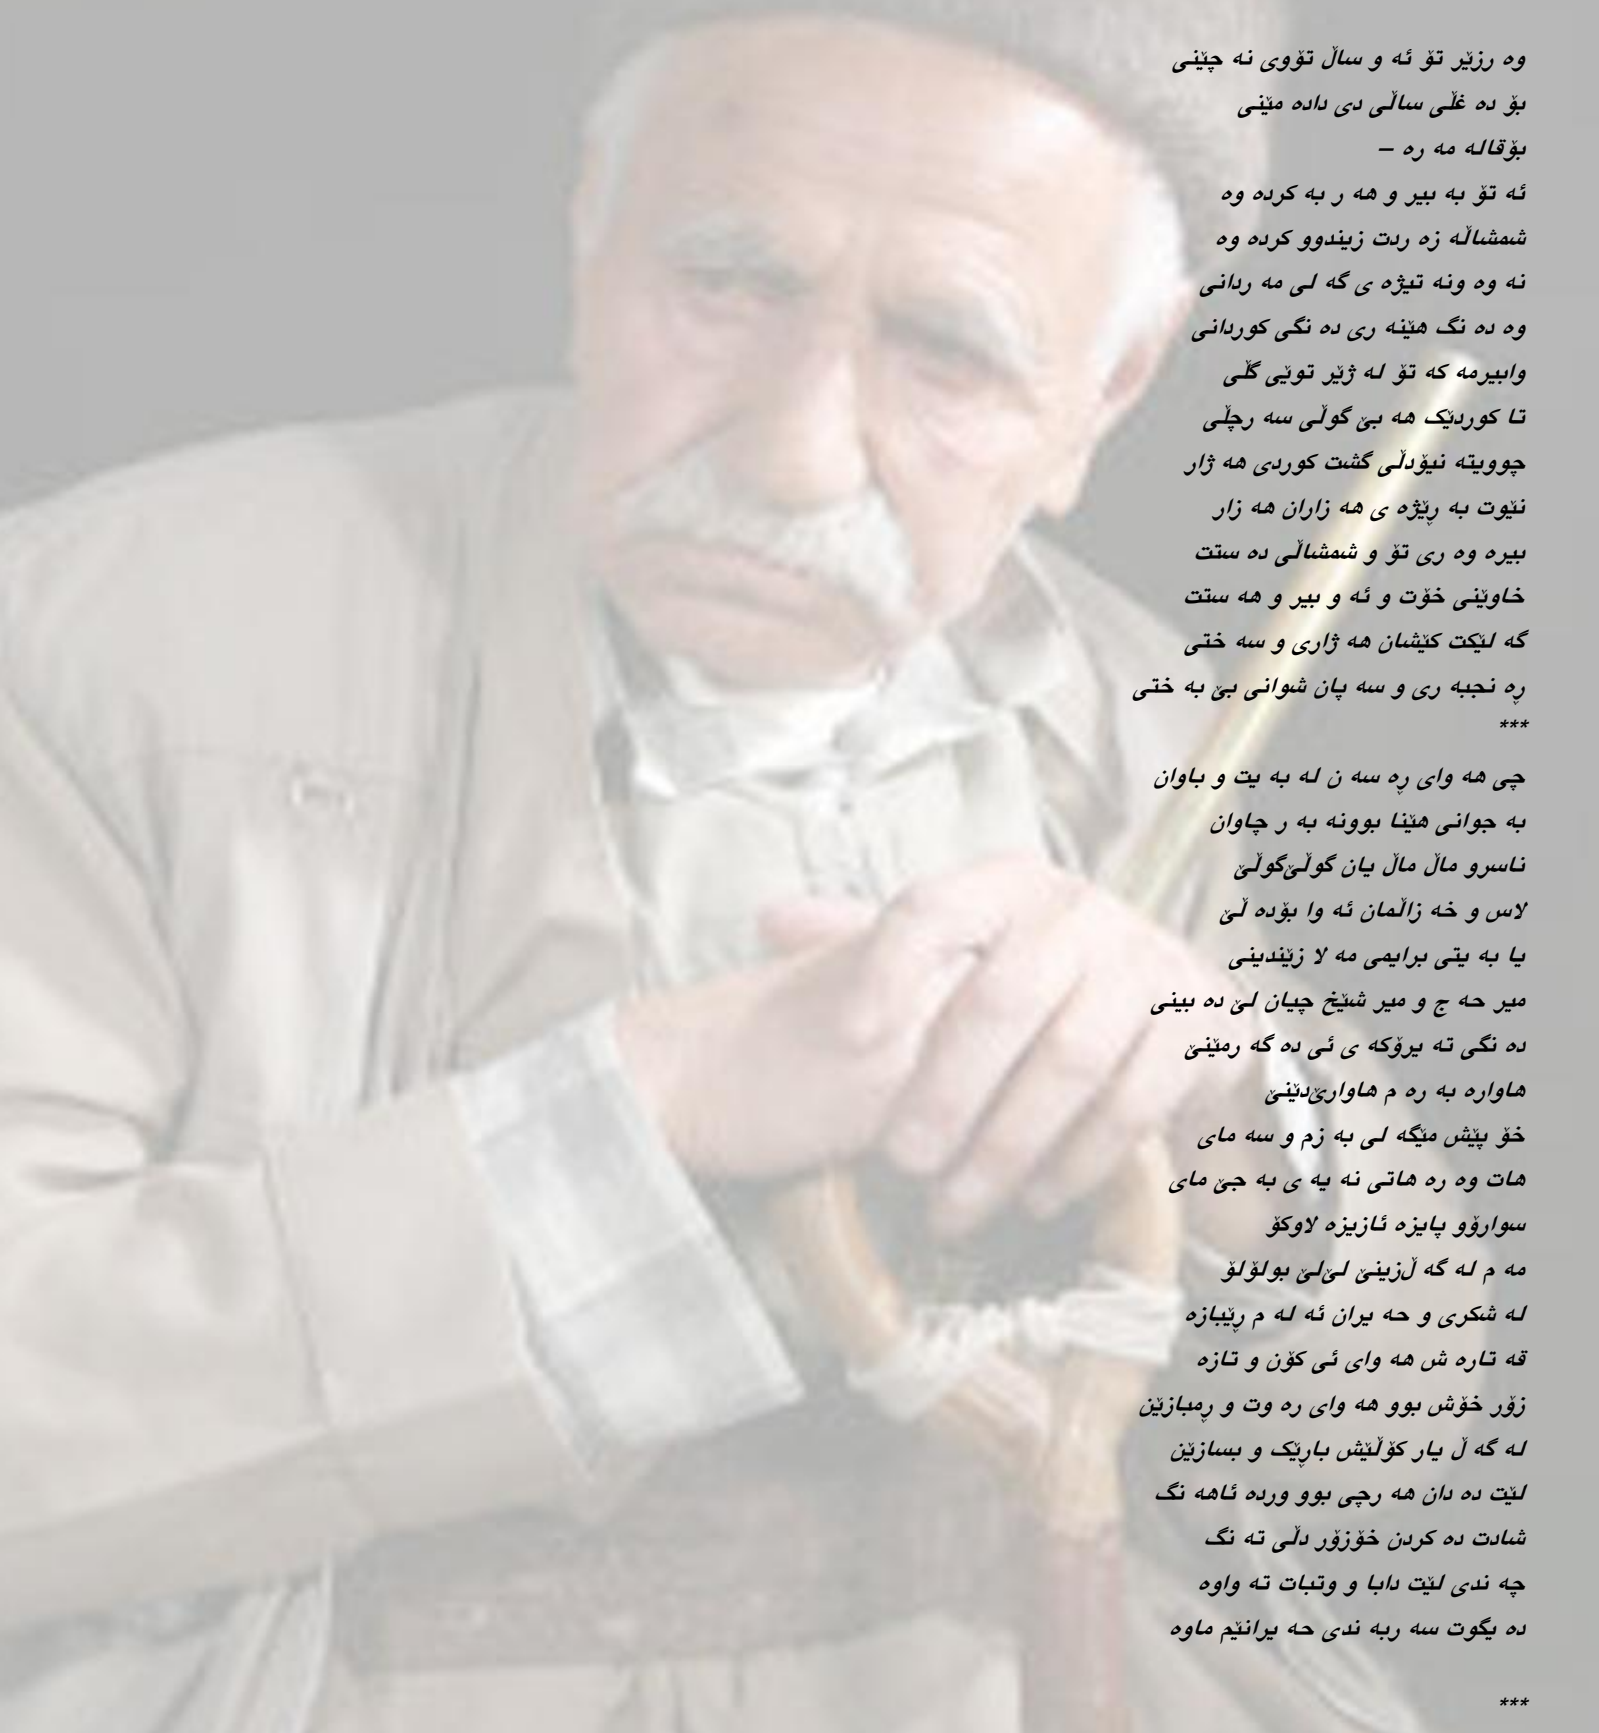 وه رزێر تۆ ئه و ساڵ تۆوی نه چێنی
بۆ ده غڵی ساڵی دی داده مێنی
بۆقاله مه ره –
ئه تۆ به بیر و هه ر به کرده وه
شمشاڵه زه ردت زیندوو کرده وه
نه وه ونه تیژه ی گه لی مه ردانی
وه ده نگ هێنه ری ده نگی کوردانی
وابیرمه که تۆ له ژێر توێی گڵی
تا کوردێک هه بێ گوڵی سه رچڵی
چوویته نیۆدڵی گشت کوردی هه ژار
نێوت به ڕێژه ی هه زاران هه زار
بیره وه ری تۆ و شمشاڵی ده ستت
خاوێنی خۆت و ئه و بیر و هه ستت
گه لێکت کێشان هه ژاری و سه ختی
ڕه نجبه ری و سه پان شوانی بێ به ختی
***
چی هه وای ڕه سه ن له به یت و باوان
به جوانی هێنا بوونه به ر چاوان
ناسرو ماڵ ماڵ یان گوڵێ‌گوڵێ
لاس و خه زاڵمان ئه وا بۆده ڵێ
یا به یتی برایمی مه لا زێندینی
میر حه ج و میر شێخ چیان لێ ده بینی
ده نگی ته یرۆکه ی ئی ده گه رمێنێ
هاواره به ره م هاوارێ‌دێنێ
خۆ پێش مێگه لی به زم و سه مای
هات وه ره هاتی نه یه ی به جێ مای
سوارۆو پایزه ئازیزه لاوکۆ
مه م له گه ڵ‌زینێ لێ‌لێ بولۆلۆ
له شکری و حه یران ئه له م ڕێبازه
قه تاره ش هه وای ئی کۆن و تازه
زۆر خۆش بوو هه وای ره وت و ڕمبازێن
له گه ڵ یار کۆڵێش باڕێک و بسازێن
لێت ده دان هه رچی بوو ورده ئاهه نگ
شادت ده کردن خۆزۆر دڵی ته نگ
چه ندی لێت دابا و وتبات ته واوه
ده یگوت سه ربه ندی حه یرانێم ماوه
***